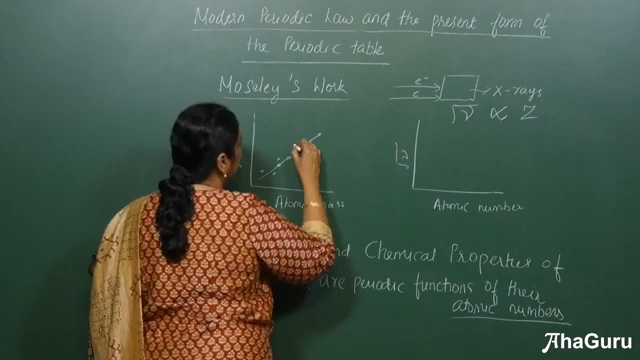 Modern Periodic Law and the present form of
the Periodic table
Moseley's Work
e⁻
e⁻
X-rays
√ν ∝ Z
√ν
Atomic
Atomic number
and Chemical Properties of
are periodic functions of their
atomic numbers
AhaGuru